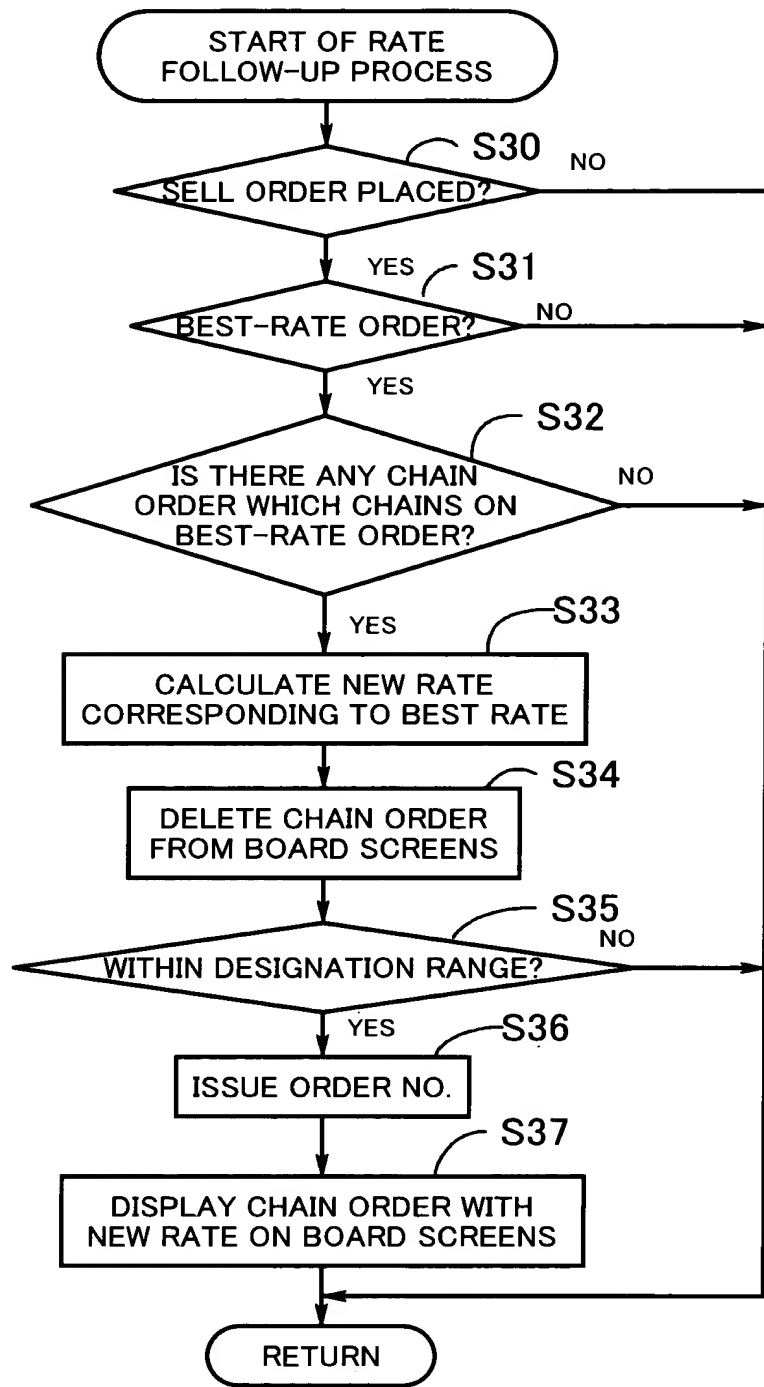 START OF RATE
FOLLOW-UP PROCESS
S30
NO
SELL ORDER PLACED?
YES
S31
NO
BEST-RATE ORDER?
YES
S32
IS THERE ANY CHAIN
NO
ORDER WHICH CHAINS ON
BEST-RATE ORDER?
YES
S33
CALCULATE NEW RATE
CORRESPONDING TO BEST RATE
S34
DELETE CHAIN ORDER
FROM BOARD SCREENS
S35
NO
WITHIN DESIGNATION RANGE?
YES
S36
ISSUE ORDER NO.
S37
DISPLAY CHAIN ORDER WITH
NEW RATE ON BOARD SCREENS
RETURN